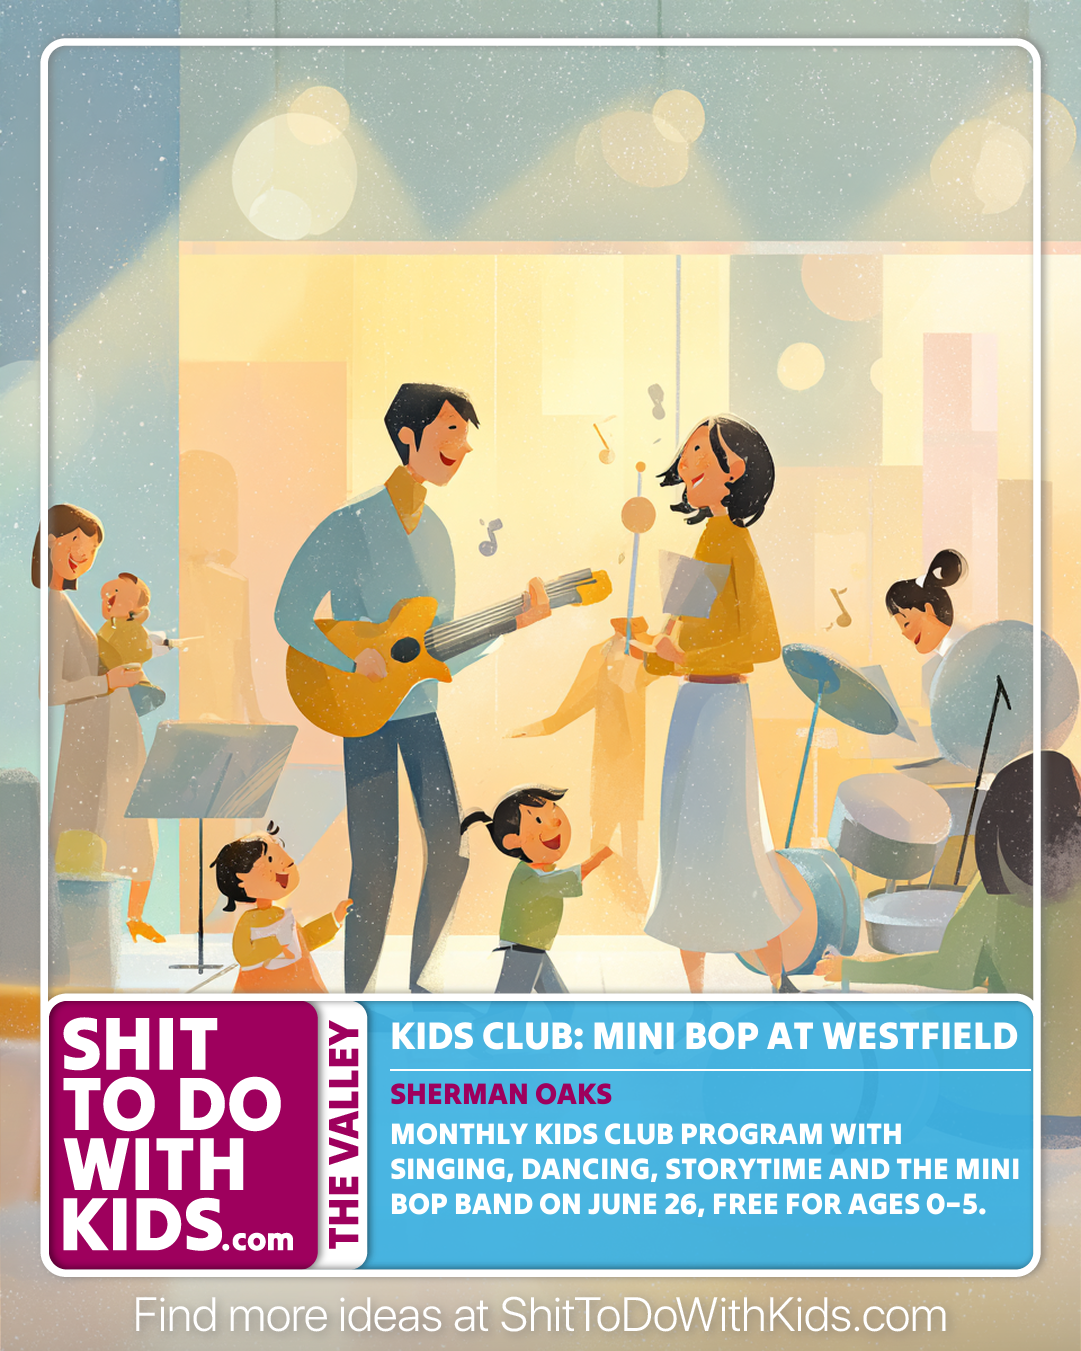 SHIT
TO DO
WITH
KIDS.com
THE VALLEY
KIDS CLUB: MINI BOP AT WESTFIELD
SHERMAN OAKS
MONTHLY KIDS CLUB PROGRAM WITH
SINGING, DANCING, STORYTIME AND THE MINI
BOP BAND ON JUNE 26, FREE FOR AGES 0–5.
Find more ideas at ShitToDoWithKids.com